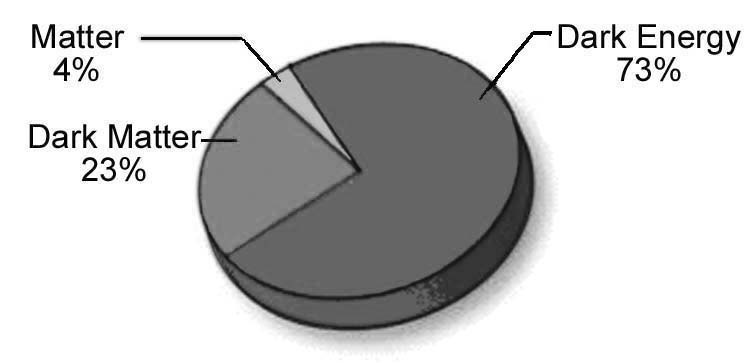 Matter
4%
Dark Energy
73%
Dark Matter
23%